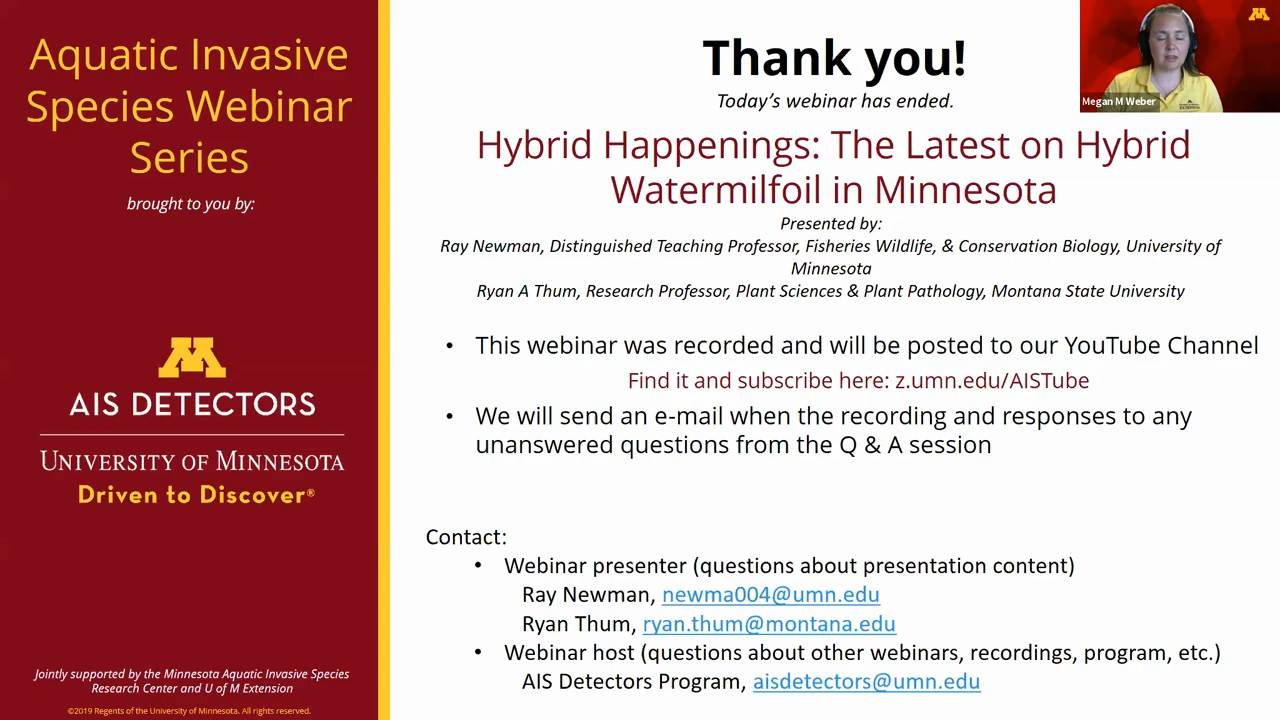 Aquatic Invasive
Species Webinar
Series
brought to you by:
AIS DETECTORS
UNIVERSITY OF MINNESOTA
Driven to Discover®
Jointly supported by the Minnesota Aquatic Invasive Species
Research Center and U of M Extension
©2019 Regents of the University of Minnesota. All rights reserved.
Thank you!
Today's webinar has ended.
Hybrid Happenings: The Latest on Hybrid
Watermilfoil in Minnesota
Presented by:
Ray Newman, Distinguished Teaching Professor, Fisheries Wildlife, & Conservation Biology, University of
Minnesota
Ryan A Thum, Research Professor, Plant Sciences & Plant Pathology, Montana State University
• This webinar was recorded and will be posted to our YouTube Channel
Find it and subscribe here: z.umn.edu/AISTube
• We will send an e-mail when the recording and responses to any
unanswered questions from the Q & A session
Contact:
• Webinar presenter (questions about presentation content)
Ray Newman, newma004@umn.edu
Ryan Thum, ryan.thum@montana.edu
• Webinar host (questions about other webinars, recordings, program, etc.)
AIS Detectors Program, aisdetectors@umn.edu
Megan M Weber